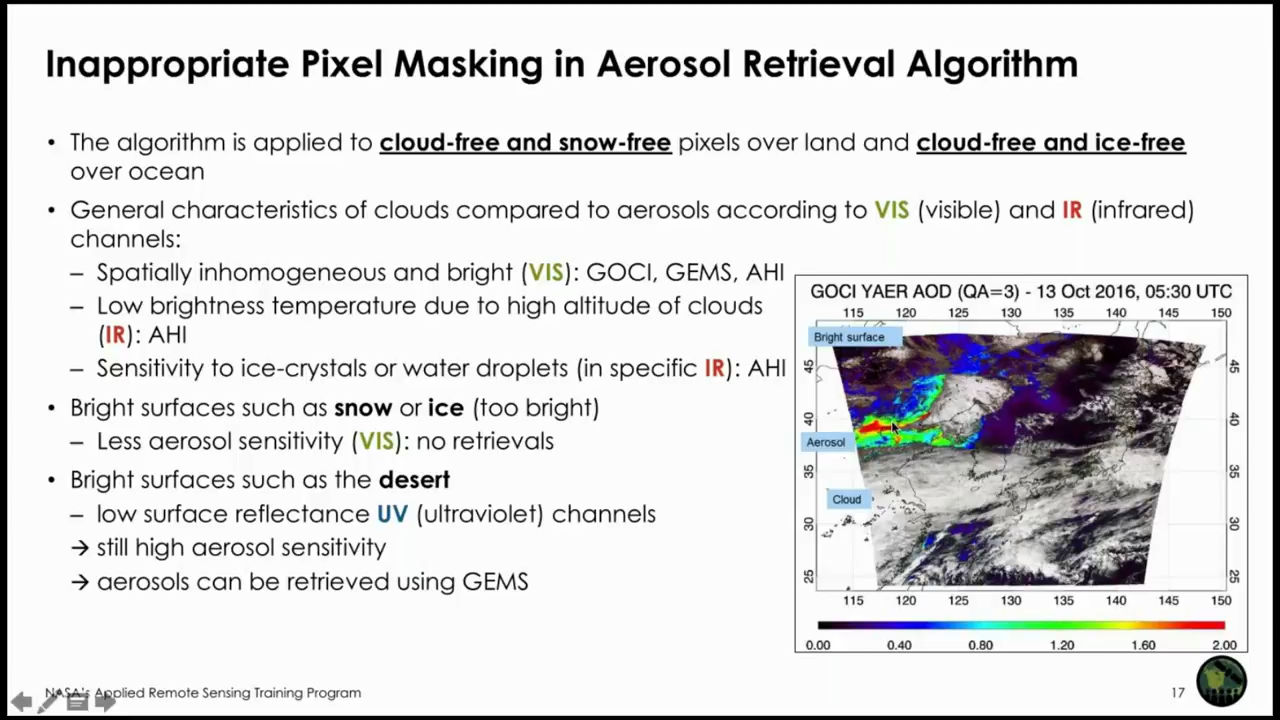 Inappropriate Pixel Masking in Aerosol Retrieval Algorithm
• The algorithm is applied to cloud-free and snow-free pixels over land and cloud-free and ice-free
over ocean
• General characteristics of clouds compared to aerosols according to VIS (visible) and IR (infrared)
channels:
– Spatially inhomogeneous and bright (VIS): GOCI, GEMS, AHI
– Low brightness temperature due to high altitude of clouds
(IR): AHI
– Sensitivity to ice-crystals or water droplets (in specific IR): AHI
• Bright surfaces such as snow or ice (too bright)
– Less aerosol sensitivity (VIS): no retrievals
• Bright surfaces such as the desert
– low surface reflectance UV (ultraviolet) channels
→ still high aerosol sensitivity
→ aerosols can be retrieved using GEMS
GOCI YAER AOD (QA=3) - 13 Oct 2016, 05:30 UTC
115 120 125 130 135 140 145 150
Bright surface
45 45
40 40
Aerosol
35 35
Cloud
30 30
25 25
115 120 125 130 135 140 145 150
0.00 0.40 0.80 1.20 1.60 2.00
NASA's Applied Remote Sensing Training Program
17